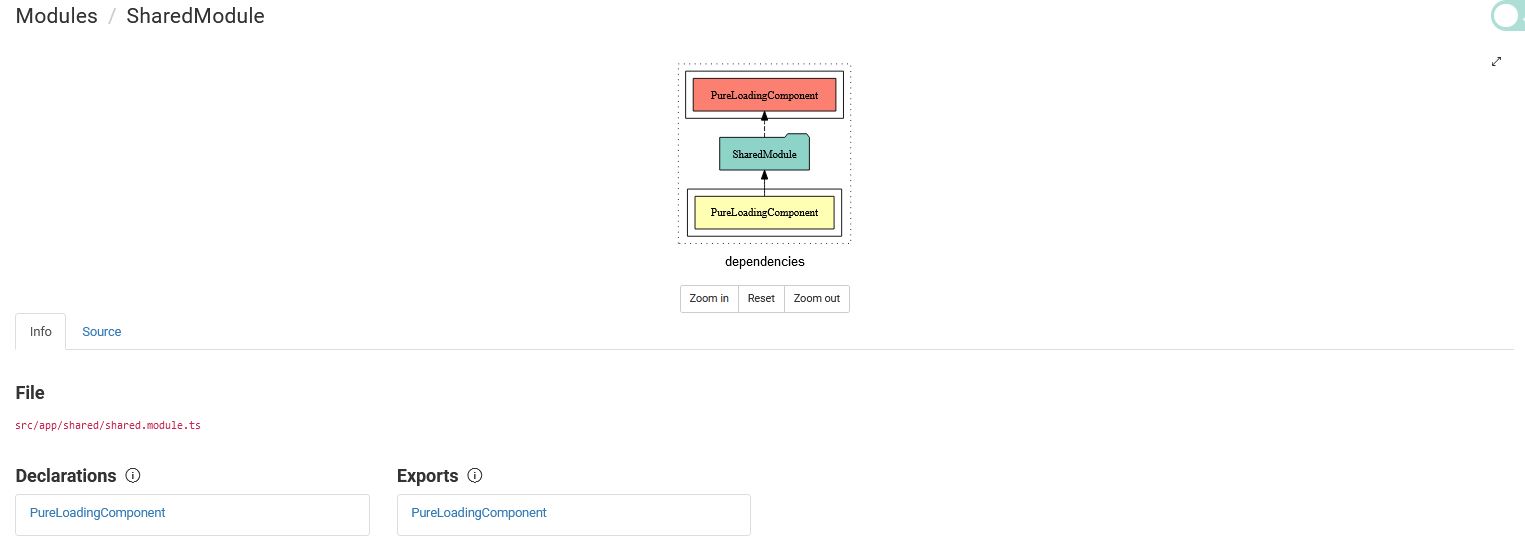 Modules / SharedModule
PureLoadingComponent
SharedModule
PureLoadingComponent
dependencies
Zoom in Reset Zoom out
Info Source
File
src/app/shared/shared.module.ts
Declarations Exports
PureLoadingComponent PureLoadingComponent